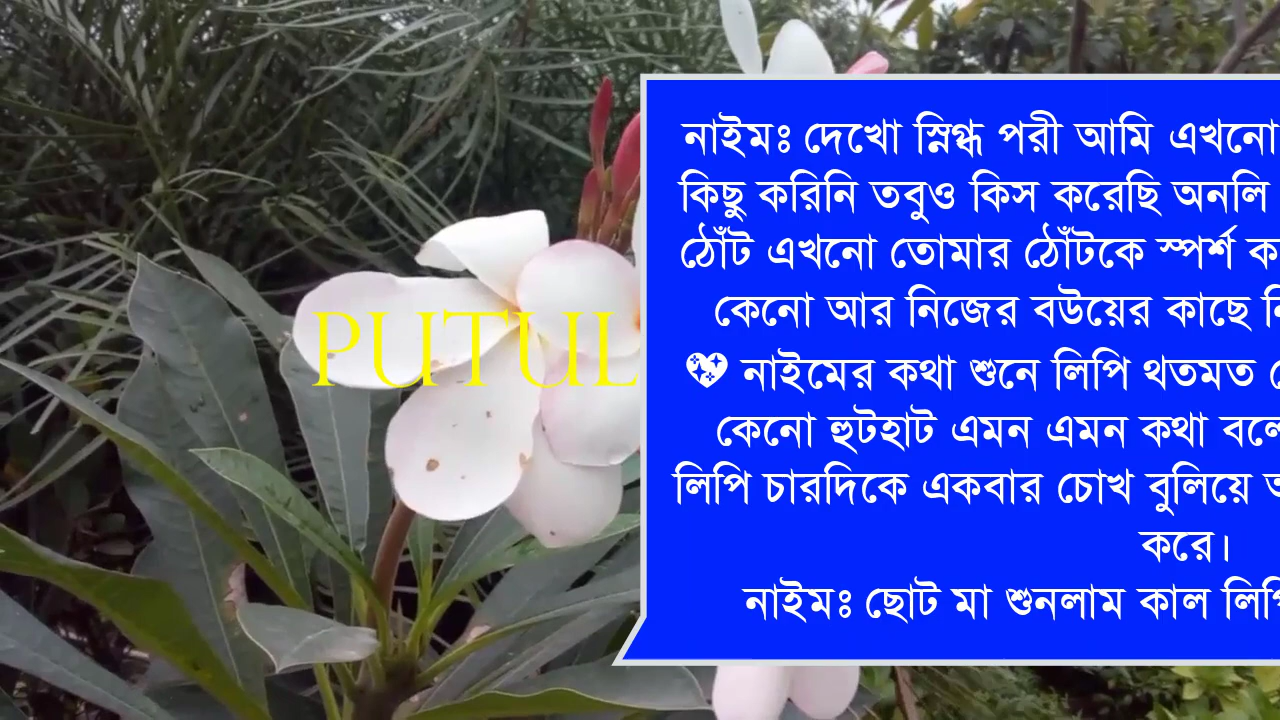 PUTUL
নাইমঃ দেখো স্নিগ্ধ পরী আমি এখনো
কিছু করিনি তবুও কিস করেছি অনলি
ঠোঁট এখনো তোমার ঠোঁটকে স্পর্শ
কেনো আর নিজের বউয়ের কাছে
💖 নাইমের কথা শুনে লিপি থতমত
কেনো হুটহাট এমন এমন কথা
লিপি চারদিকে একবার চোখ বুলিয়ে
করে।
নাইমঃ ছোট মা শুনলাম কাল